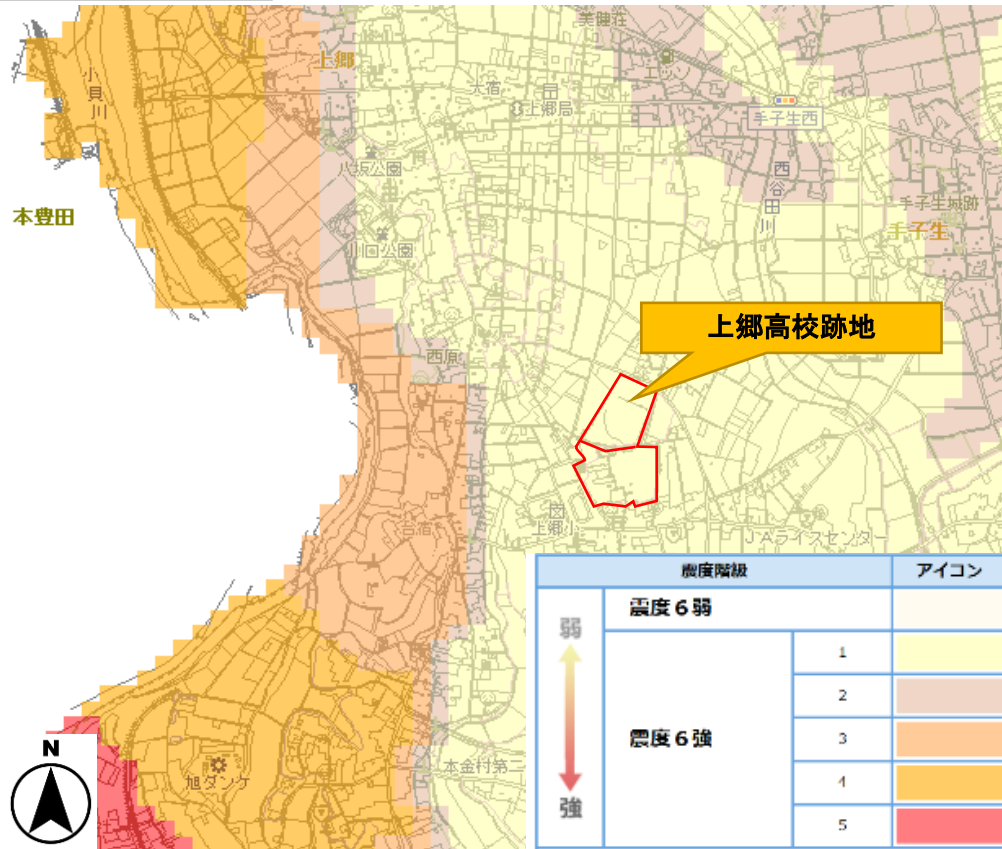 美健荘
エッソ
上郷
小貝川
大宿
上郷局
手子生西
八坂公園
西谷田川
手子生城跡
本豊田
手子生
川口公園
上郷高校跡地
西原
台宿
上郷小
JAライスセンター
震度階級
アイコン
震度6弱
弱
1
2
震度6強
3
4
強
5
N
旭ダンケ
本金村第二